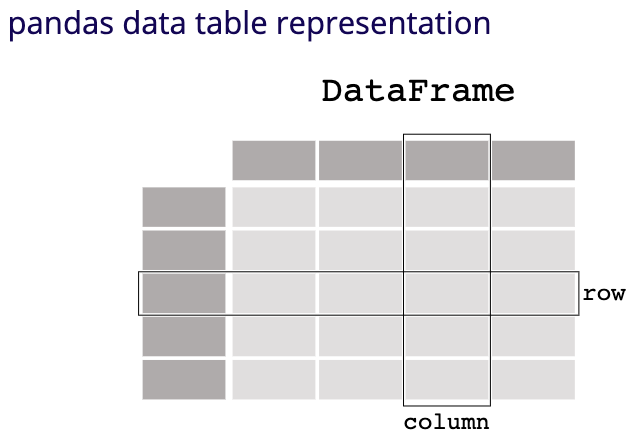 pandas data table representation
DataFrame
row
column